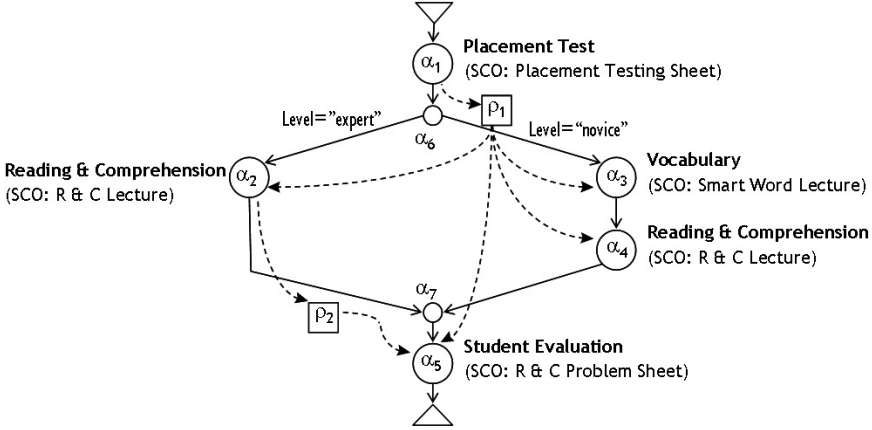 α1
Placement Test
(SCO: Placement Testing Sheet)
ρ1
Level="expert"
α6
Level="novice"
Reading & Comprehension
(SCO: R & C Lecture)
α2
α3
Vocabulary
(SCO: Smart Word Lecture)
α4
Reading & Comprehension
(SCO: R & C Lecture)
α7
ρ2
α5
Student Evaluation
(SCO: R & C Problem Sheet)